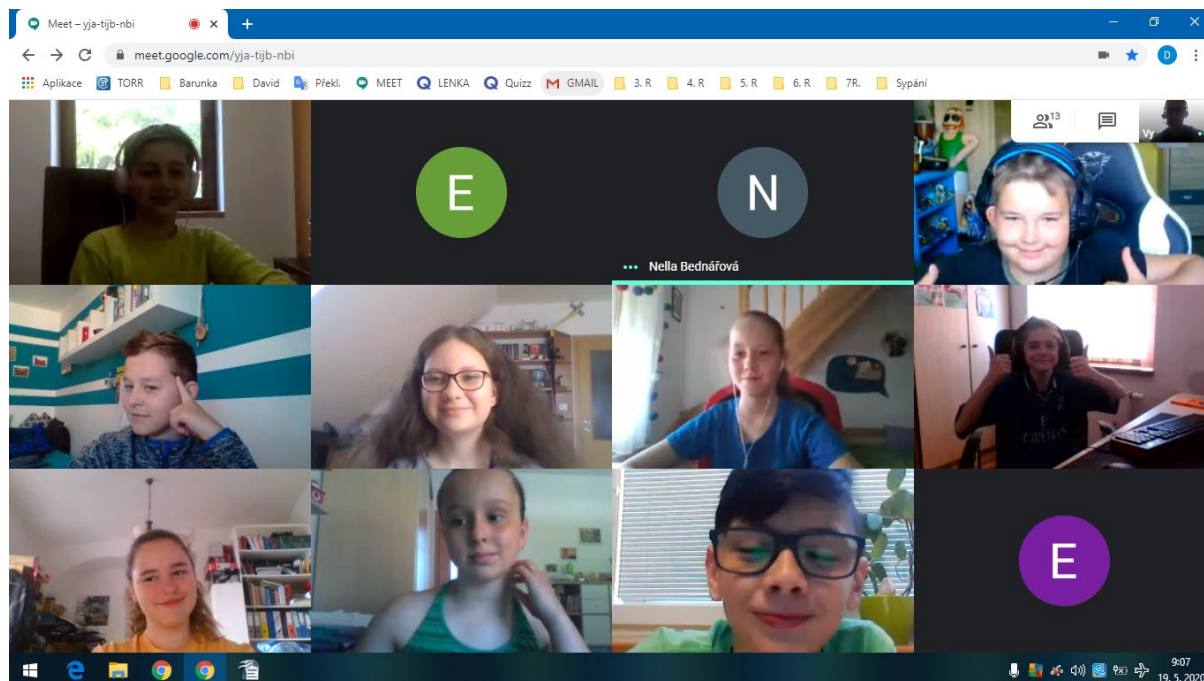 Meet – yja-tijb-nbi
meet.google.com/yja-tijb-nbi
D
Aplikace TORR Barunka David Překl. MEET LENKA Quizz GMAIL 3. R 4. R 5. R 6. R 7R. Sypání
13
Vy
E
N
Nella Bednářová
E
9:07
19. 5. 2021